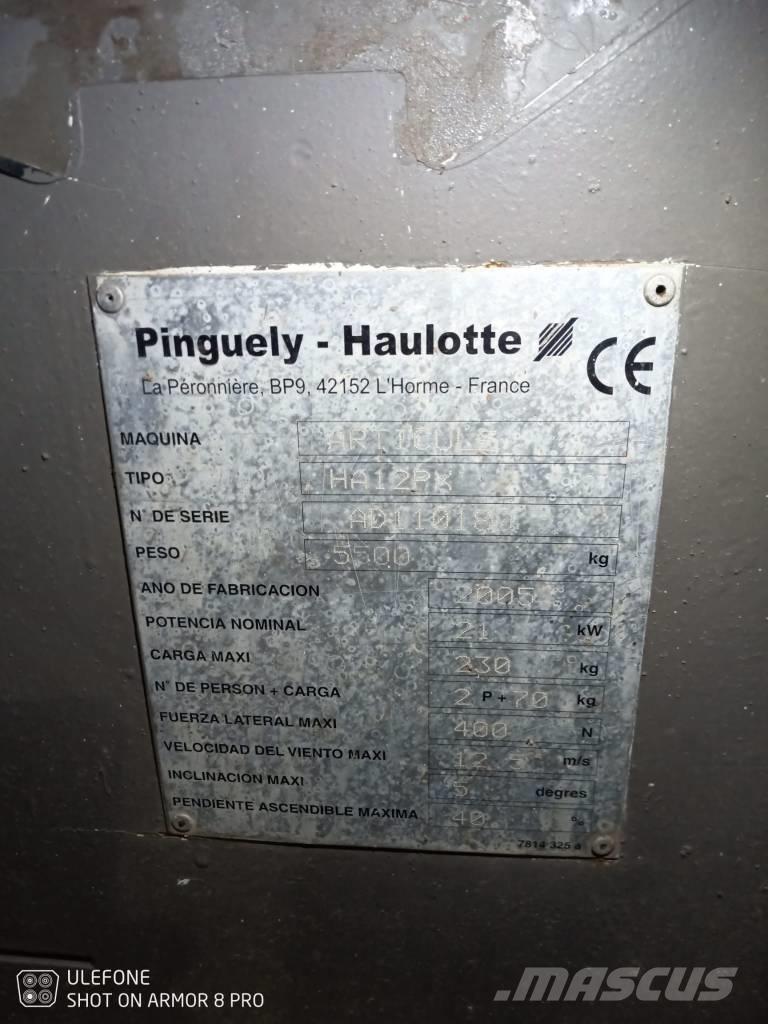 Pinguely - Haulotte CE
La Péronnière, BP9, 42152 L'Horme - France
MAQUINA
TIPO HA12PX
N° DE SERIE
PESO 5500 kg
ANO DE FABRICACION 2005
POTENCIA NOMINAL 21 kW
CARGA MAXI 230 kg
N° DE PERSON + CARGA 2 P + 70 kg
FUERZA LATERAL MAXI 400 N
VELOCIDAD DEL VIENTO MAXI 12.5 m/s
INCLINACION MAXI 5 degres
PENDIENTE ASCENDIBLE MAXIMA 40 %
7814 325 a
ULEFONE
SHOT ON ARMOR 8 PRO
MASCUS